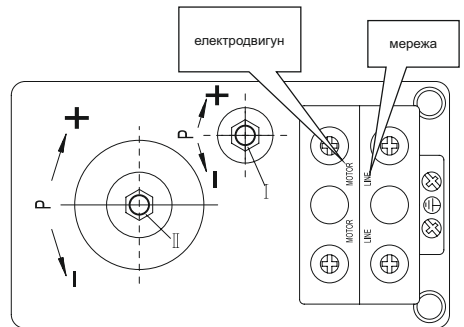 електродвигун
мережа
+
+
P
P
−
−
I
II
MOTOR
LINE
MOTOR
LINE